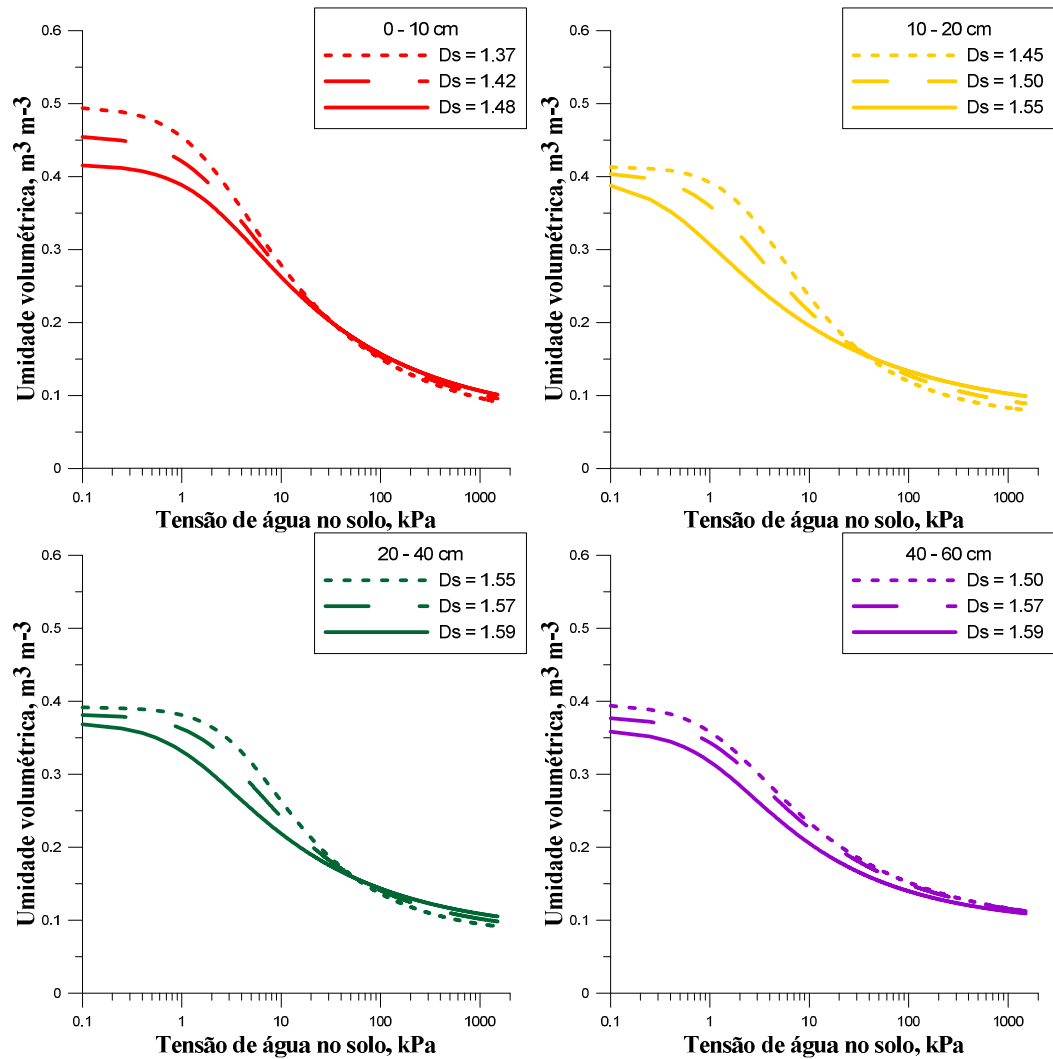 0 - 10 cm
Ds = 1.37
Ds = 1.42
Ds = 1.48
0.6
0.5
0.4
0.3
0.2
0.1
0
Umidade volumétrica, m3 m-3
0.1 1 10 100 1000
Tensão de água no solo, kPa
10 - 20 cm
Ds = 1.45
Ds = 1.50
Ds = 1.55
0.6
0.5
0.4
0.3
0.2
0.1
0
Umidade volumétrica, m3 m-3
0.1 1 10 100 1000
Tensão de água no solo, kPa
20 - 40 cm
Ds = 1.55
Ds = 1.57
Ds = 1.59
0.6
0.5
0.4
0.3
0.2
0.1
0
Umidade volumétrica, m3 m-3
0.1 1 10 100 1000
Tensão de água no solo, kPa
40 - 60 cm
Ds = 1.50
Ds = 1.57
Ds = 1.59
0.6
0.5
0.4
0.3
0.2
0.1
0
Umidade volumétrica, m3 m-3
0.1 1 10 100 1000
Tensão de água no solo, kPa